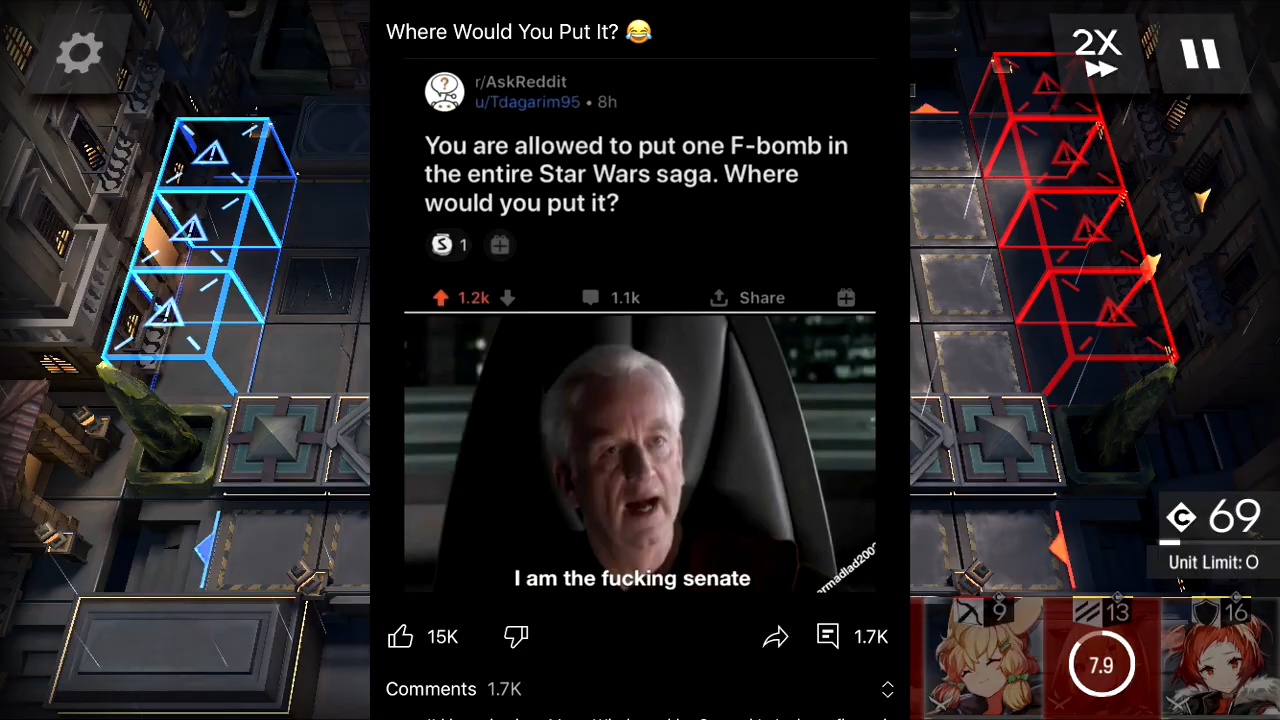 Where Would You Put It? 😂
r/AskReddit
u/Tdagarim95 • 8h
You are allowed to put one F-bomb in
the entire Star Wars saga. Where
would you put it?
1
1.2k
1.1k
Share
I am the fucking senate
15K
1.7K
Comments 1.7K
2X
69
Unit Limit: 0
9
13
16
7.9